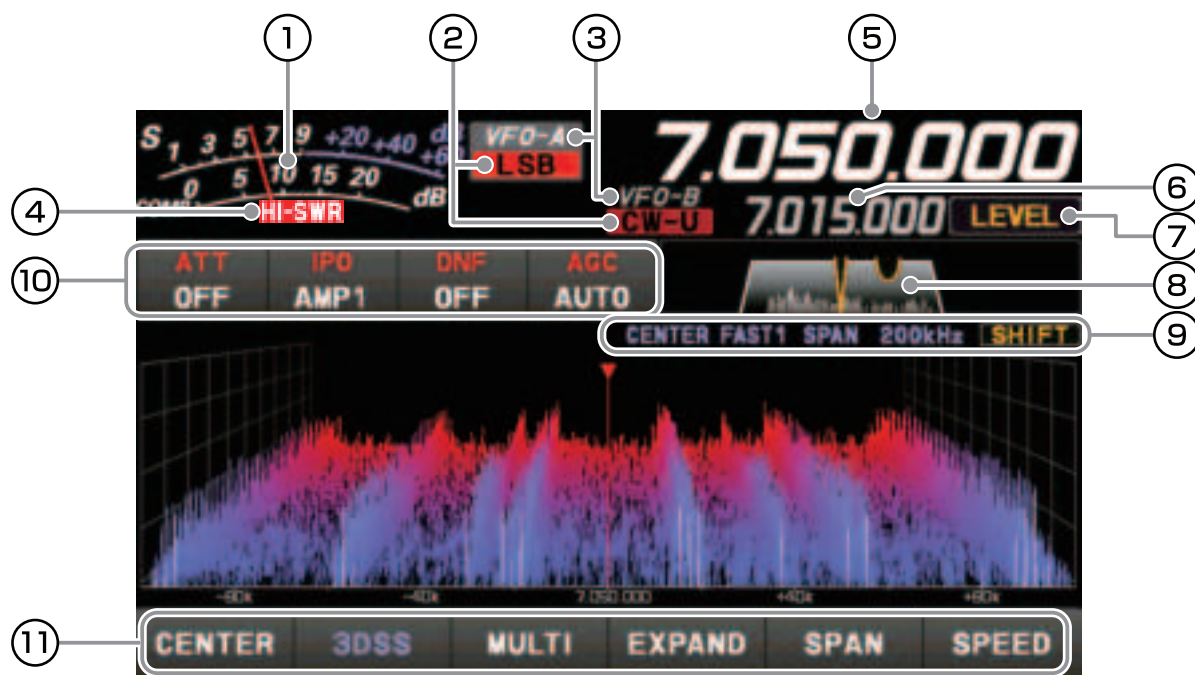 1
2
3
5
S 1 3 5 7 9 +20 +40 +60 dB
VFO-A
7.050.000
LSB
0 5 10 15 20 dB
COMP
VFO-B
6
4
HI-SWR
CW-U
7.015.000
LEVEL
7
10
ATT IPO DNF AGC
OFF AMP1 OFF AUTO
8
CENTER FAST1 SPAN 200kHz SHIFT
9
-40k 7.050.000 +40k
11
CENTER 3DSS MULTI EXPAND SPAN SPEED